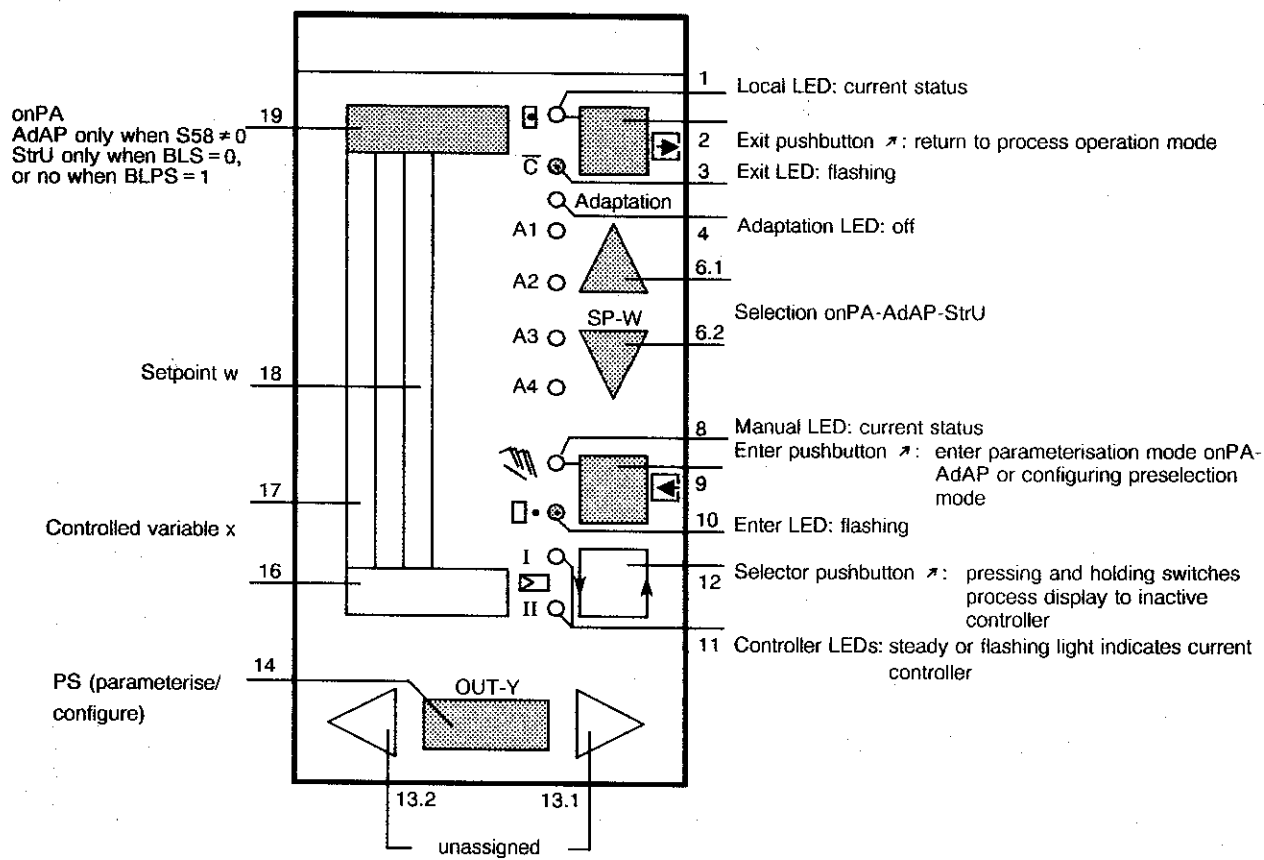 onPA
AdAP only when S58 ≠ 0
StrU only when BLS = 0,
or no when BLPS = 1
19
Setpoint w 18
17
Controlled variable x
16
14
PS (parameterise/
configure)
C
Adaptation
A1
A2
SP-W
A3
A4
I
II
OUT-Y
13.2
13.1
unassigned
1 Local LED: current status
2 Exit pushbutton ↗: return to process operation mode
3 Exit LED: flashing
4 Adaptation LED: off
6.1
Selection onPA-AdAP-StrU
6.2
8 Manual LED: current status
Enter pushbutton ↗: enter parameterisation mode onPA-
9 AdAP or configuring preselection
mode
10 Enter LED: flashing
12 Selector pushbutton ↗: pressing and holding switches
process display to inactive
controller
11 Controller LEDs: steady or flashing light indicates current
controller